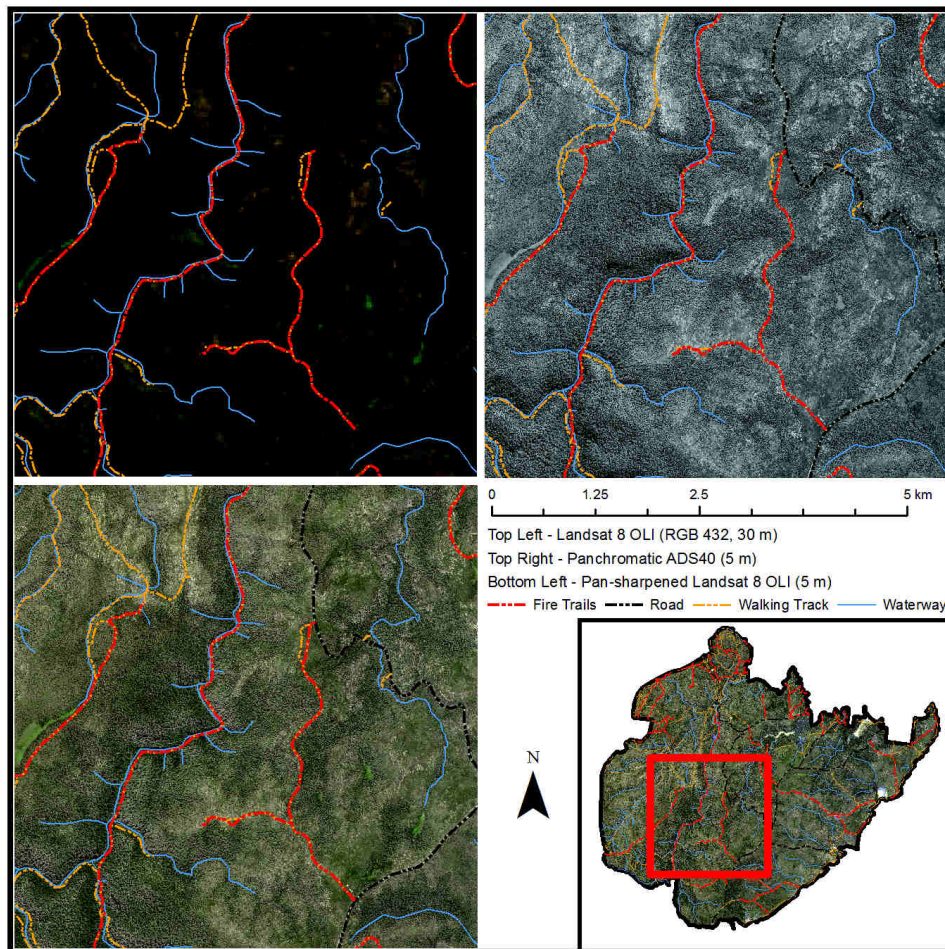 0 1.25 2.5 5 km
Top Left - Landsat 8 OLI (RGB 432, 30 m)
Top Right - Panchromatic ADS40 (5 m)
Bottom Left - Pan-sharpened Landsat 8 OLI (5 m)
Fire Trails Road Walking Track Waterway
N